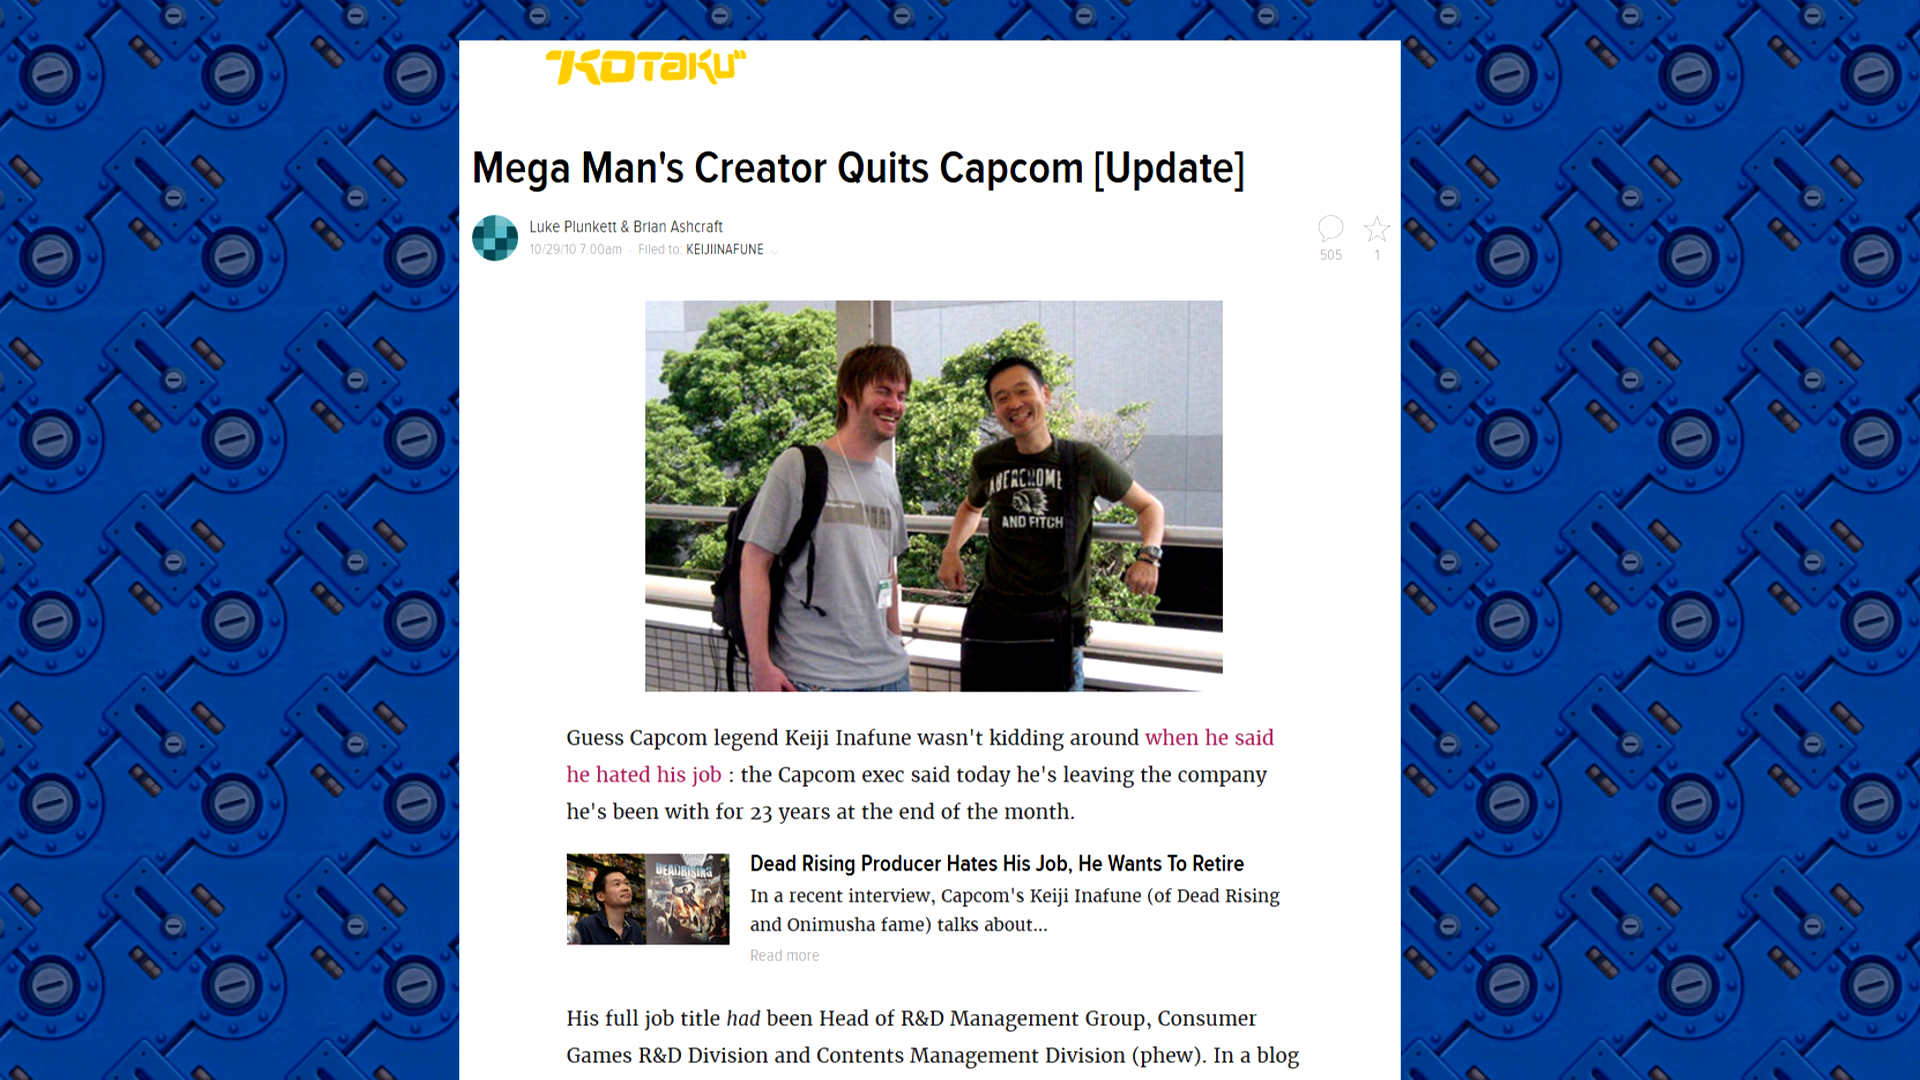 "KOTaKU"
Mega Man's Creator Quits Capcom [Update]
Luke Plunkett & Brian Ashcraft
10/29/10 7:00am · Filed to: KEIJIINAFUNE
505
1
ABERCROMB
AND FITCH
Guess Capcom legend Keiji Inafune wasn't kidding around when he said
he hated his job : the Capcom exec said today he's leaving the company
he's been with for 23 years at the end of the month.
DEADRISING
Dead Rising Producer Hates His Job, He Wants To Retire
In a recent interview, Capcom's Keiji Inafune (of Dead Rising
and Onimusha fame) talks about...
Read more
His full job title had been Head of R&D Management Group, Consumer
Games R&D Division and Contents Management Division (phew). In a blog